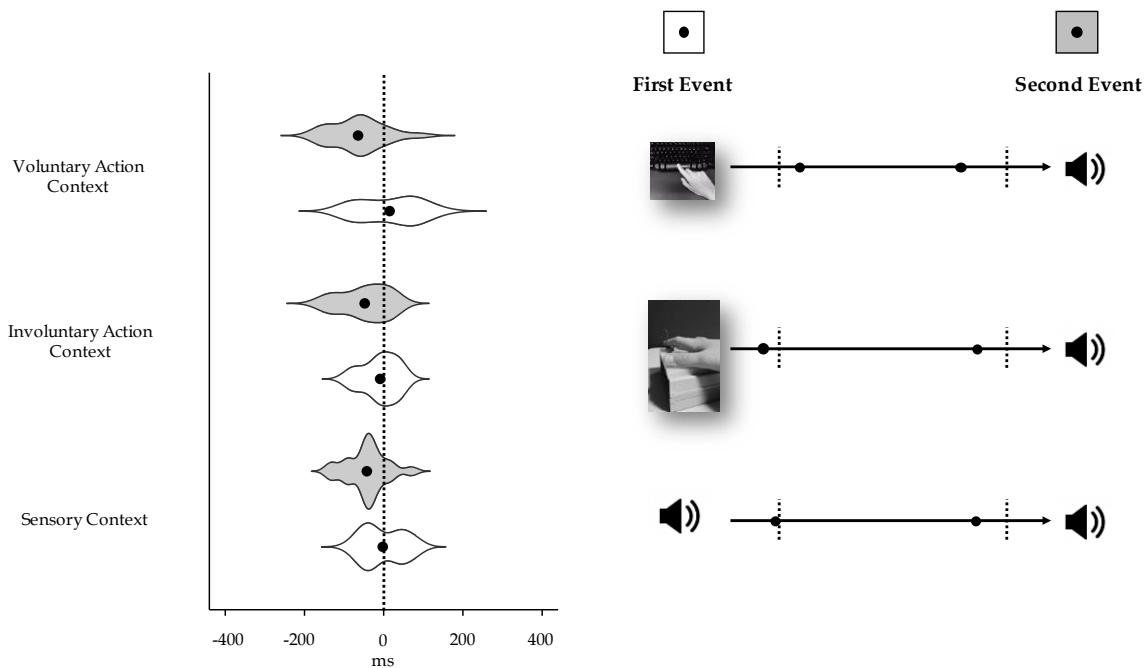 First Event
Second Event
Voluntary Action
Context
Involuntary Action
Context
Sensory Context
-400
-200
0
200
400
ms